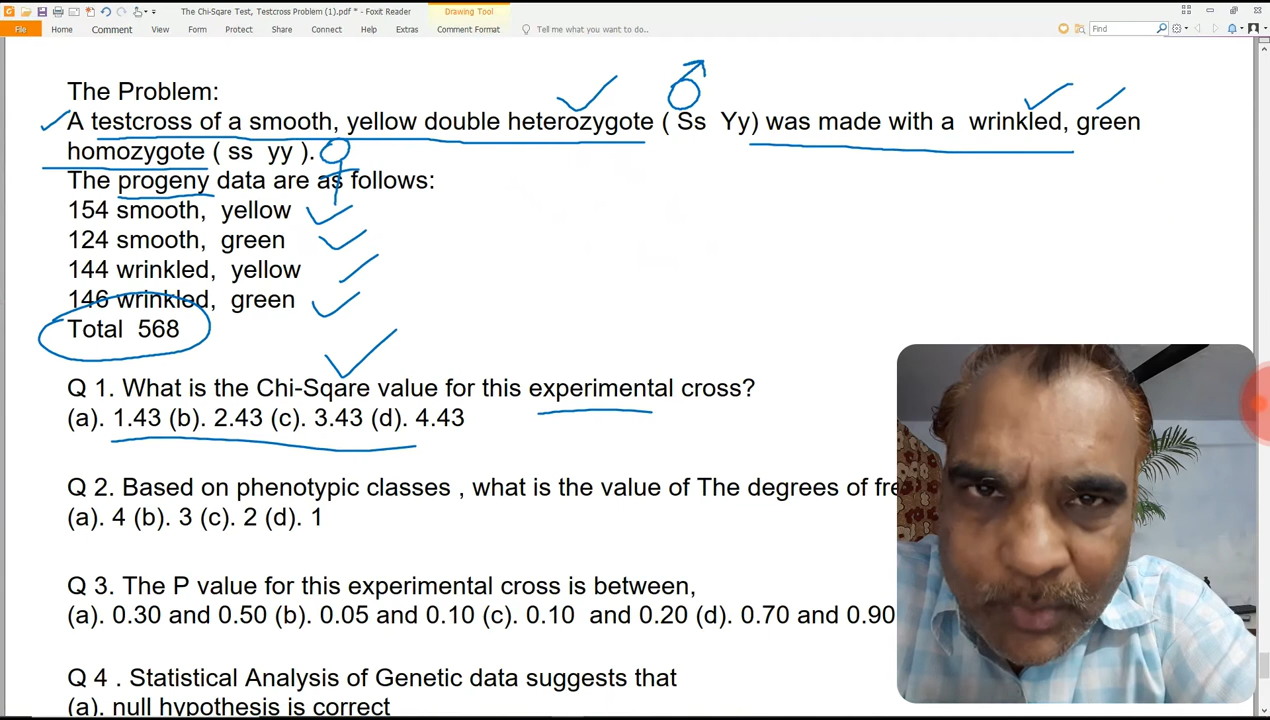 The Chi-Sqare Test, Testcross Problem (1).pdf * - Foxit Reader
Drawing Tool
File Home Comment View Form Protect Share Connect Help Extras Comment Format Tell me what you want to do.. Find
The Problem:
A testcross of a smooth, yellow double heterozygote ( Ss Yy) was made with a wrinkled, green
homozygote ( ss yy ).
The progeny data are as follows:
154 smooth, yellow
124 smooth, green
144 wrinkled, yellow
146 wrinkled, green
Total 568
Q 1. What is the Chi-Sqare value for this experimental cross?
(a). 1.43 (b). 2.43 (c). 3.43 (d). 4.43
Q 2. Based on phenotypic classes , what is the value of The degrees of fre
(a). 4 (b). 3 (c). 2 (d). 1
Q 3. The P value for this experimental cross is between,
(a). 0.30 and 0.50 (b). 0.05 and 0.10 (c). 0.10 and 0.20 (d). 0.70 and 0.90
Q 4 . Statistical Analysis of Genetic data suggests that
(a). null hypothesis is correct